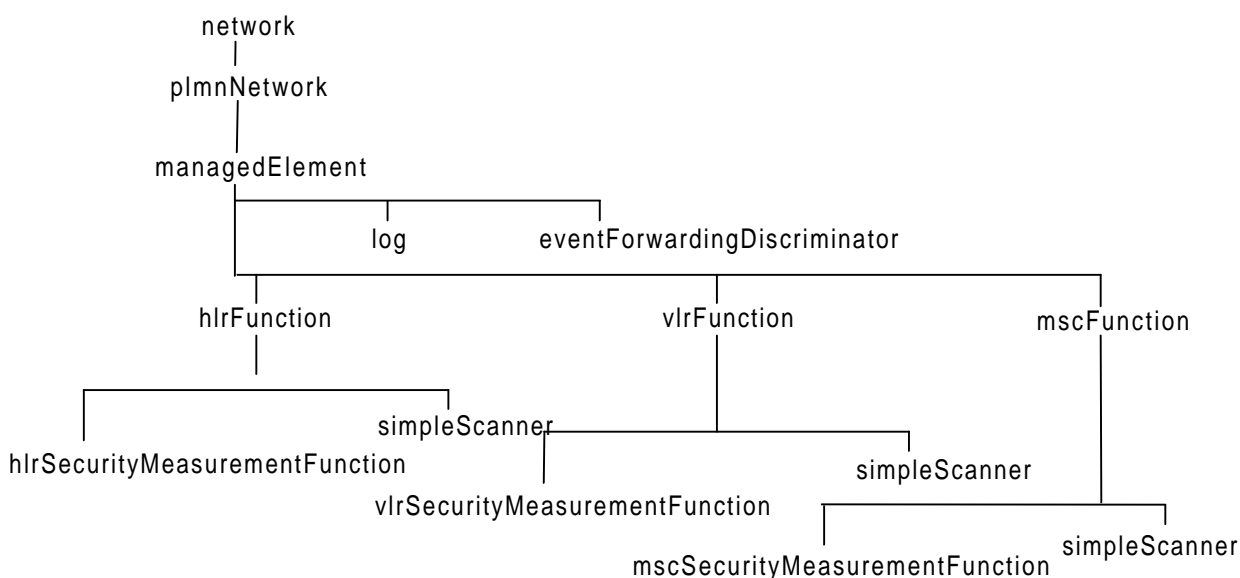 network
plmnNetwork
managedElement
log
eventForwardingDiscriminator
hlrFunction
vlrFunction
mscFunction
simpleScanner
hlrSecurityMeasurementFunction
simpleScanner
vlrSecurityMeasurementFunction
simpleScanner
mscSecurityMeasurementFunction